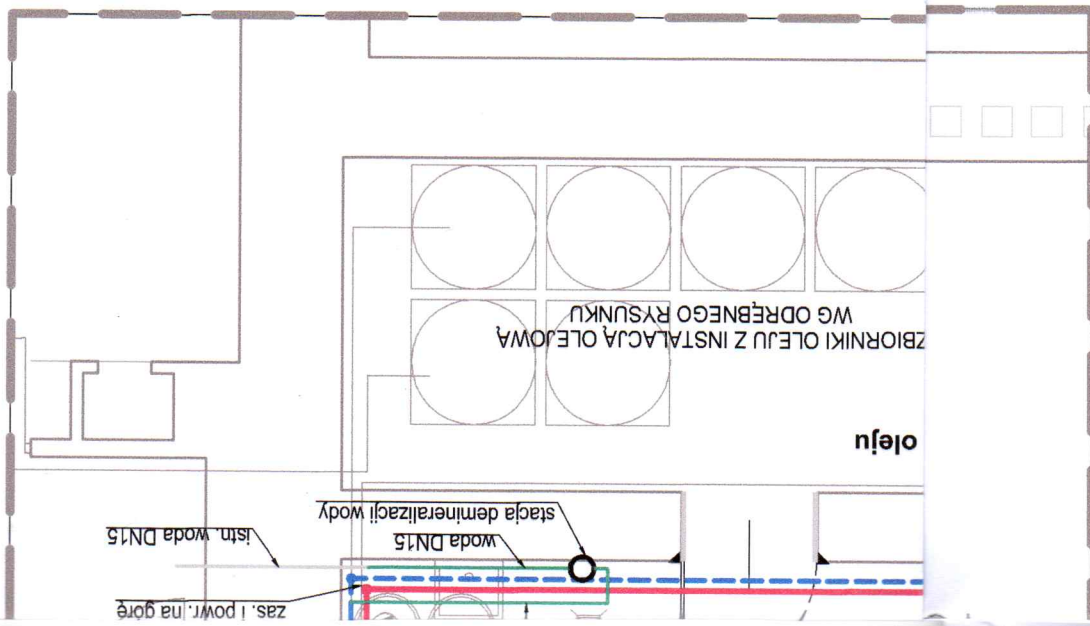 zas. i powr. na górę
istn. woda DN15
woda DN15
stacja demineralizacji wody
oleju
ZBIORNIKI OLEJU Z INSTALACJĄ OLEJOWĄ
WG ODRĘBNEGO RYSUNKU